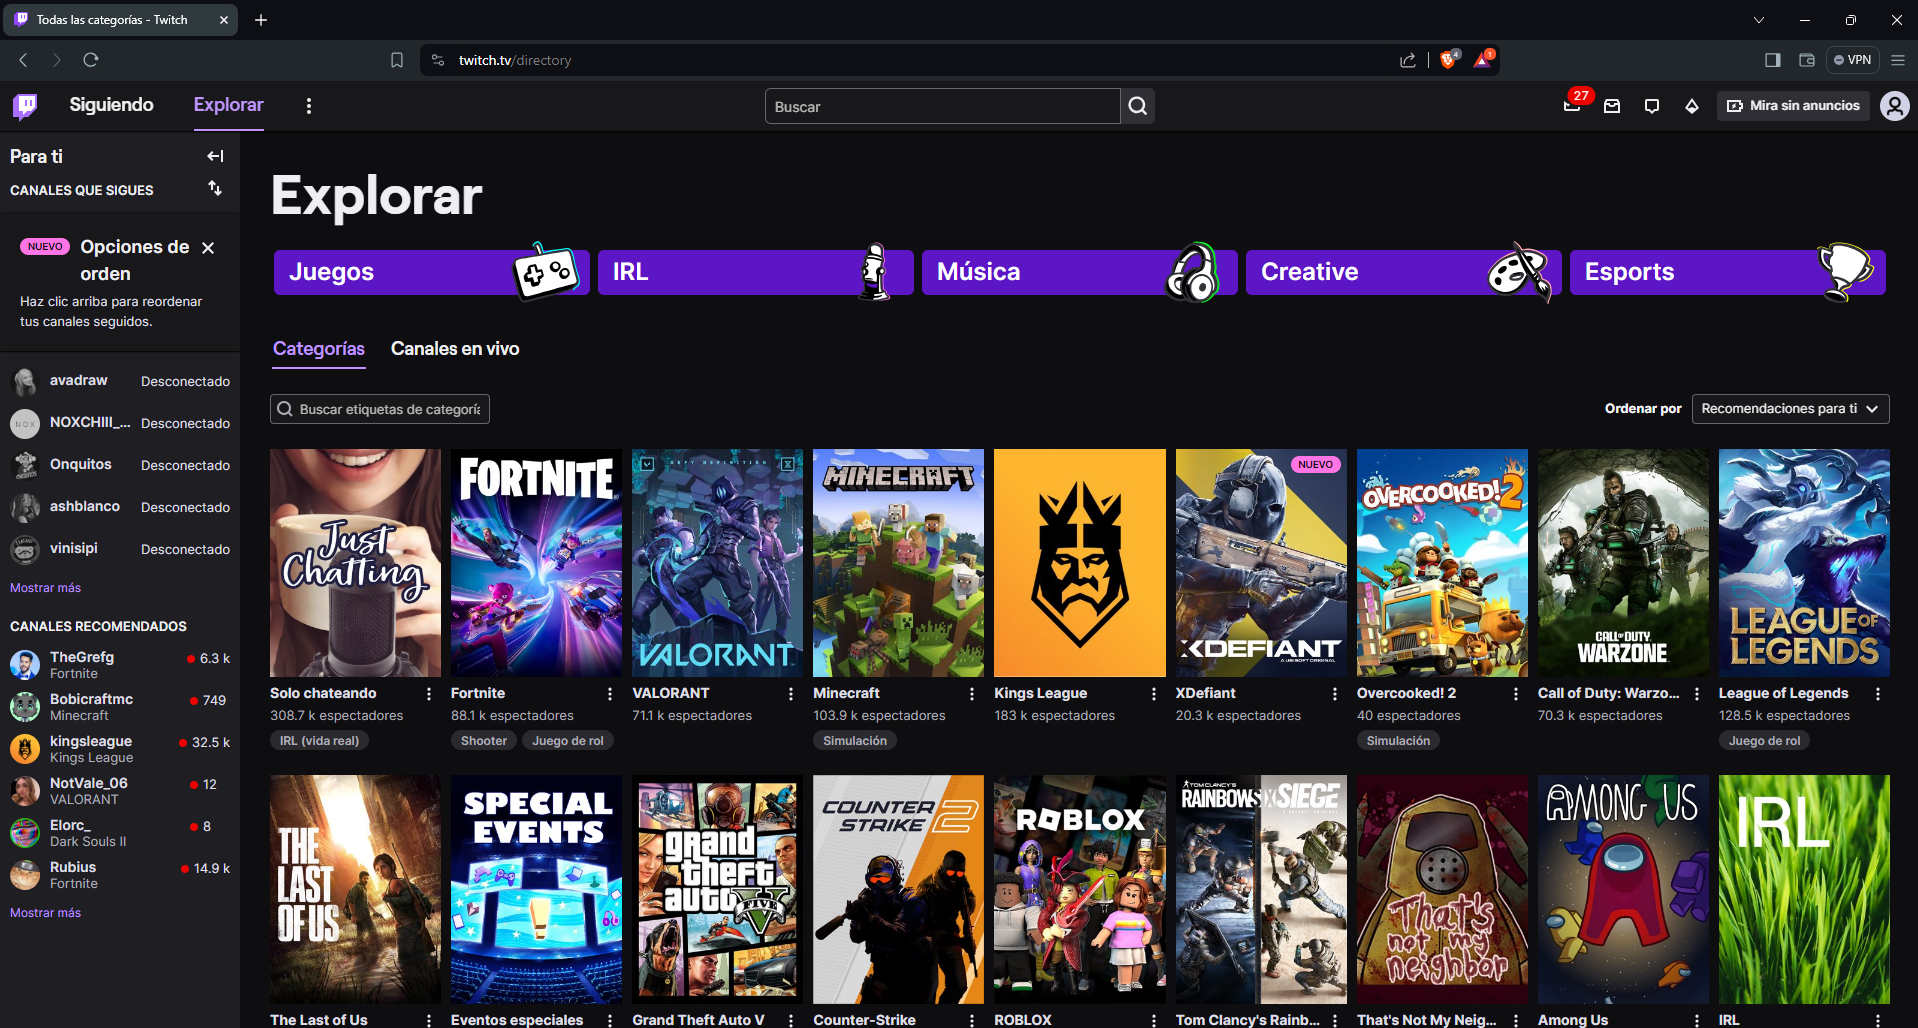 Todas las categorías - Twitch
twitch.tv/directory
4
1
VPN
Siguiendo
Explorar
Buscar
27
Mira sin anuncios
Para ti
CANALES QUE SIGUES
NUEVO
Opciones de
orden
Haz clic arriba para reordenar
tus canales seguidos.
avadraw Desconectado
NOXCHIII_... Desconectado
Onquitos Desconectado
ashblanco Desconectado
vinisipi Desconectado
Mostrar más
CANALES RECOMENDADOS
TheGrefg 6.3 k
Fortnite
Bobicraftmc 749
Minecraft
kingsleague 32.5 k
Kings League
NotVale_06 12
VALORANT
Elorc_ 8
Dark Souls II
Rubius 14.9 k
Fortnite
Mostrar más
Explorar
Juegos
IRL
Música
Creative
Esports
Categorías
Canales en vivo
Buscar etiquetas de categoría
Ordenar por
Recomendaciones para ti
Just
Chatting
Solo chateando
308.7 k espectadores
IRL (vida real)
FORTNITE
Fortnite
88.1 k espectadores
Shooter
Juego de rol
DEFY DEFINITION
VALORANT
VALORANT
71.1 k espectadores
MINECRAFT
Minecraft
103.9 k espectadores
Simulación
Kings League
183 k espectadores
NUEVO
XDEFIANT
A UBISOFT ORIGINAL
XDefiant
20.3 k espectadores
OVERCOOKED! 2
Overcooked! 2
40 espectadores
Simulación
CALL OF DUTY
WARZONE
Call of Duty: Warzo...
70.3 k espectadores
LEAGUE OF
LEGENDS
League of Legends
128.5 k espectadores
Juego de rol
THE
LAST
OF US
The Last of Us
SPECIAL
EVENTS
Eventos especiales
grand
theft
auto V
FIVE
Grand Theft Auto V
COUNTER
STRIKE 2
Counter-Strike
ROBLOX
ROBLOX
TOM CLANCY'S
RAINBOW SIX SIEGE
Tom Clancy's Rainb...
That's
not my
neighbor
That's Not My Neig...
AMONG US
Among Us
IRL
IRL